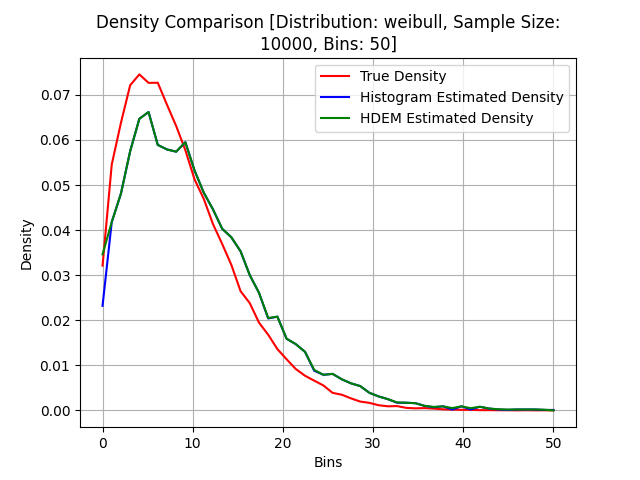 Density Comparison [Distribution: weibull, Sample Size:
10000, Bins: 50]
True Density
Histogram Estimated Density
HDEM Estimated Density
Density
0.07
0.06
0.05
0.04
0.03
0.02
0.01
0.00
0 10 20 30 40 50
Bins